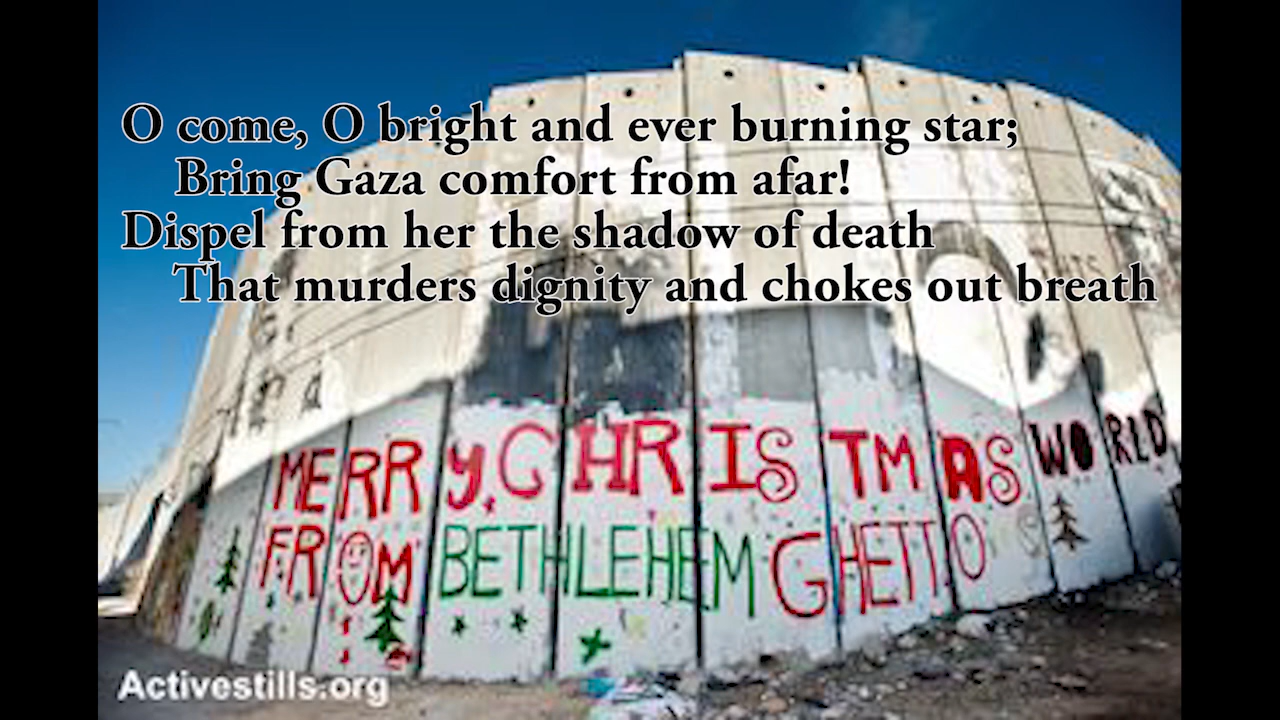 O come, O bright and ever burning star;
Bring Gaza comfort from afar!
Dispel from her the shadow of death
That murders dignity and chokes out breath
MERRY CHRISTMAS WORLD
FROM BETHLEHEM GHETTO
Activestills.org